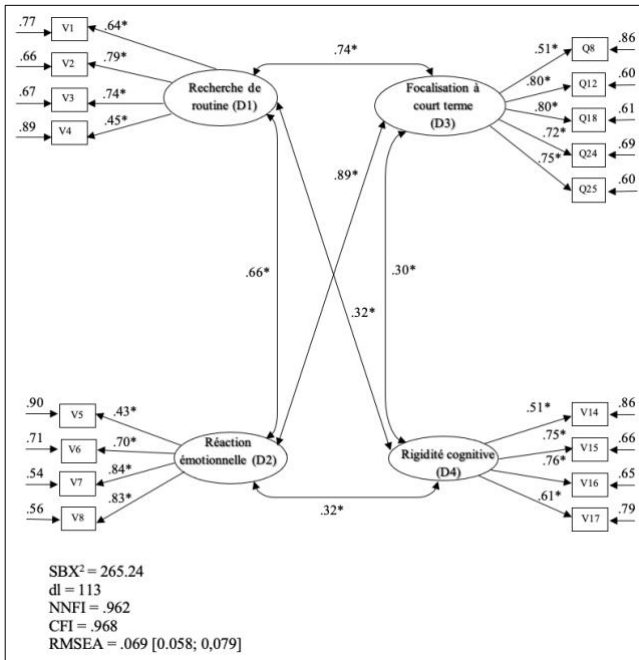 .77 V1 .64*
.66 V2 .79*
.67 V3 .74*
.89 V4 .45*
Recherche de
routine (D1)
.74*
Focalisation à
court terme
(D3)
.51* Q8 .86
.80* Q12 .60
.80* Q18 .61
.72* Q24 .69
.75* Q25 .60
.89*
.66*
.30*
.32*
.90 V5 .43*
.71 V6 .70*
.54 V7 .84*
.56 V8 .83*
Réaction
émotionnelle (D2)
.32*
Rigidité cognitive
(D4)
.51* V14 .86
.75* V15 .66
.76* V16 .65
.61* V17 .79
SBX² = 265.24
dl = 113
NNFI = .962
CFI = .968
RMSEA = .069 [0.058; 0,079]